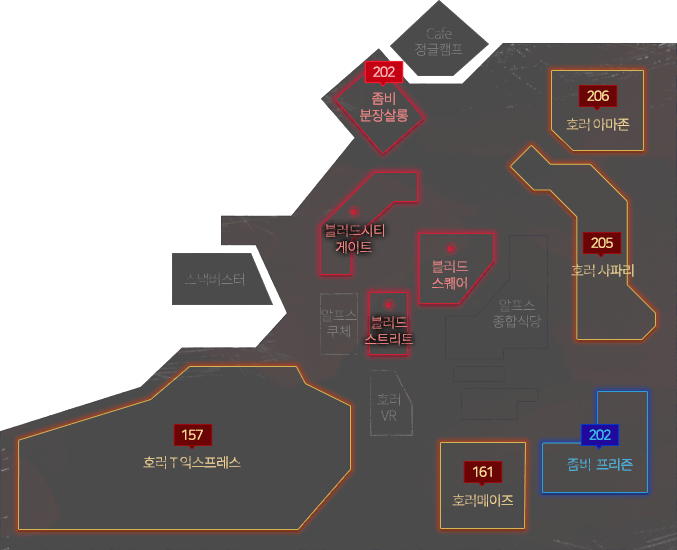 Cafe
정글캠프
202
좀비
분장살롱
206
호러 아마존
블러드시티
게이트
205
호러 사파리
블러드
스퀘어
스낵버스터
알프스
쿠체
블러드
스트리트
알프스
종합식당
호러
VR
157
호러 T 익스프레스
202
좀비 프리즌
161
호러메이즈